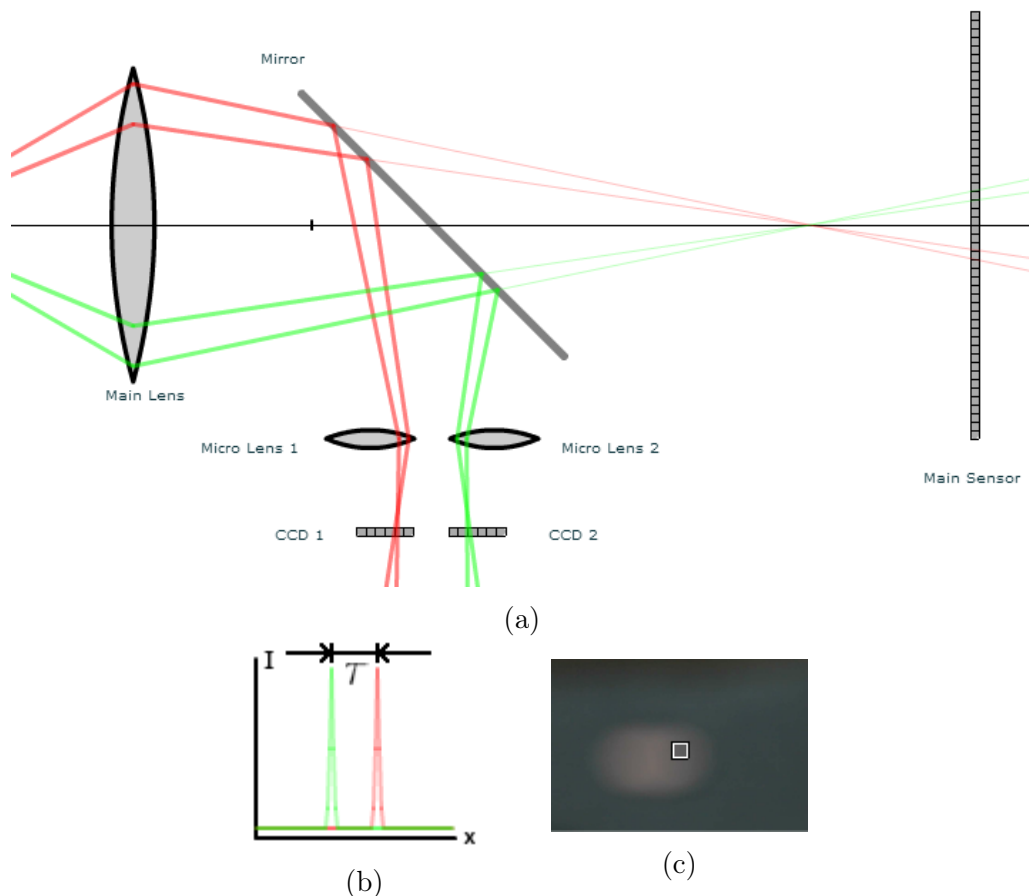 Mirror
Main Lens
Micro Lens 1
Micro Lens 2
Main Sensor
CCD 1
CCD 2
(a)
I
T
x
(b)
(c)